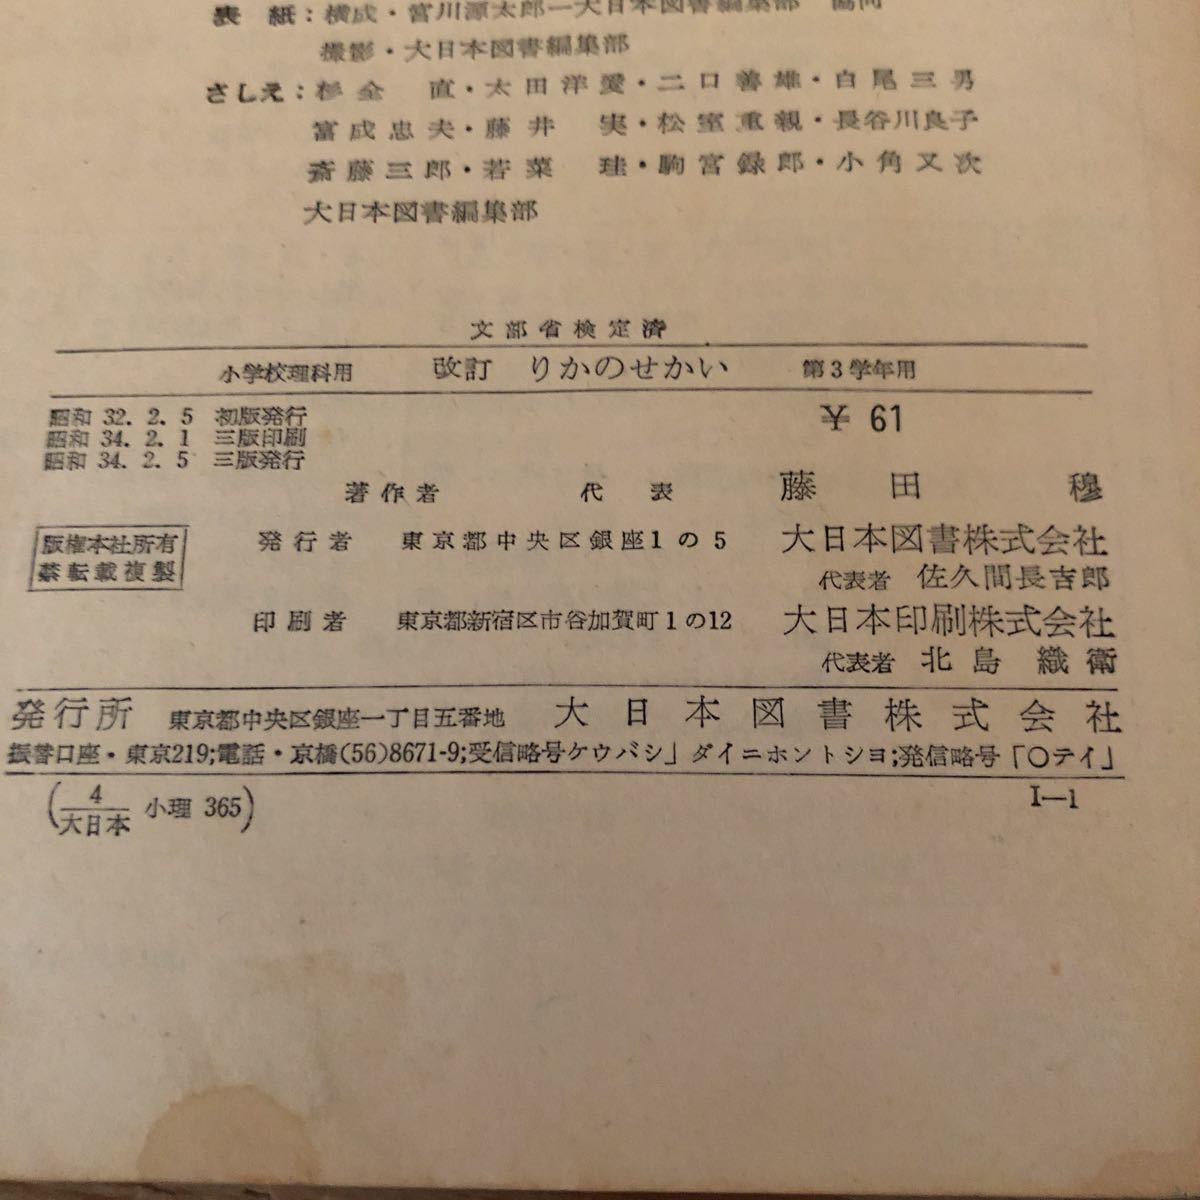 表紙：横成・宮川源太郎ー大日本図書編集部　協同
撮影・大日本図書編集部
さしえ：杉全　直・太田洋愛・二口善雄・白尾三男
富成忠夫・藤井　実・松室重親・長谷川良子
斎藤三郎・若菜　珪・駒宮録郎・小角又次
大日本図書編集部
文部省検定済
小学校理科用　改訂　りかのせかい　第3学年用
昭和 32. 2. 5 初版発行
昭和 34. 2. 1 三版印刷
昭和 34. 2. 5 三版発行
¥ 61
著作者　代表　藤田　穆
版権本社所有
禁転載複製
発行者　東京都中央区銀座1の5　大日本図書株式会社
代表者　佐久間長吉郎
印刷者　東京都新宿区市谷加賀町1の12　大日本印刷株式会社
代表者　北島　織衛
発行所　東京都中央区銀座一丁目五番地　大日本図書株式会社
振替口座・東京219;電話・京橋(56)8671-9;受信略号ケウバシ」ダイニホントシヨ;発信略号「〇テイ」
(4/大日本 小理 365)
I—1